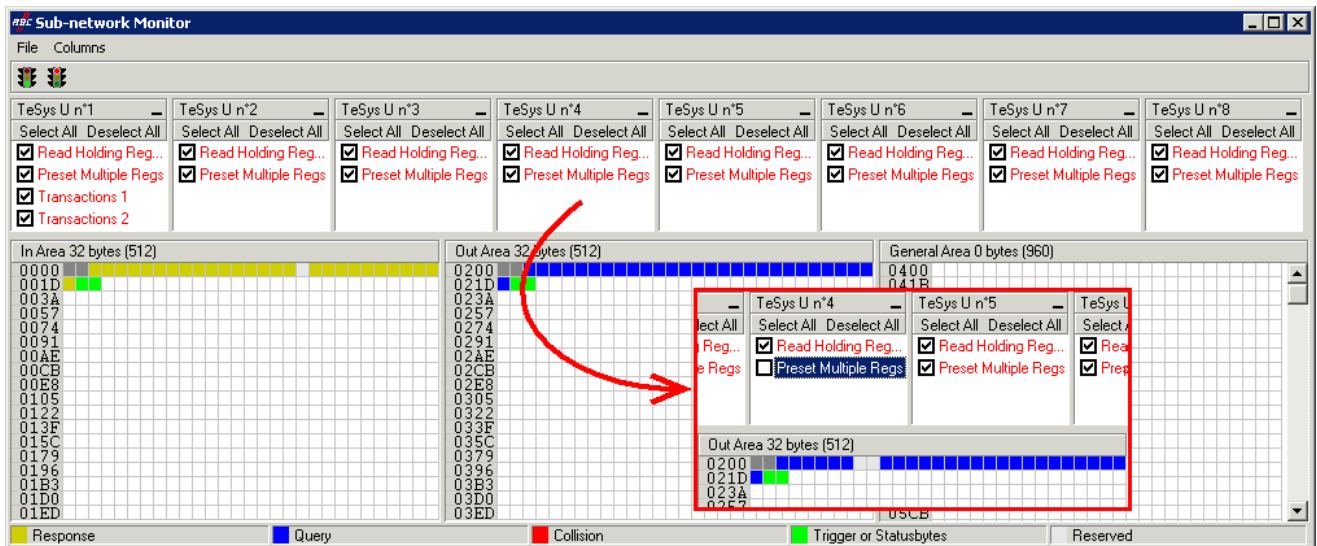 ABC Sub-network Monitor
File Columns
TeSys U n°1 TeSys U n°2 TeSys U n°3 TeSys U n°4 TeSys U n°5 TeSys U n°6 TeSys U n°7 TeSys U n°8
Select All Deselect All Select All Deselect All Select All Deselect All Select All Deselect All Select All Deselect All Select All Deselect All Select All Deselect All Select All Deselect All
Read Holding Reg... Read Holding Reg... Read Holding Reg... Read Holding Reg... Read Holding Reg... Read Holding Reg... Read Holding Reg... Read Holding Reg...
Preset Multiple Regs Preset Multiple Regs Preset Multiple Regs Preset Multiple Regs Preset Multiple Regs Preset Multiple Regs Preset Multiple Regs Preset Multiple Regs
Transactions 1
Transactions 2
In Area 32 bytes (512)
0000
001D
003A
0057
0074
0091
00AE
00CB
00E8
0105
0122
013F
015C
0179
0196
01B3
01D0
01ED
Out Area 32 bytes (512)
0200
021D
023A
0257
0274
0291
02AE
02CB
02E8
0305
0322
033F
035C
0379
0396
03B3
03D0
03ED
General Area 0 bytes (960)
0400
041B
05CB
TeSys U n°4 TeSys U n°5 TeSys U
lect All Select All Deselect All Select All Deselect All Select
Reg... Read Holding Reg... Read Holding Reg... Rea
e Regs Preset Multiple Regs Preset Multiple Regs Pres
Out Area 32 bytes (512)
0200
021D
023A
0257
Response Query Collision Trigger or Statusbytes Reserved